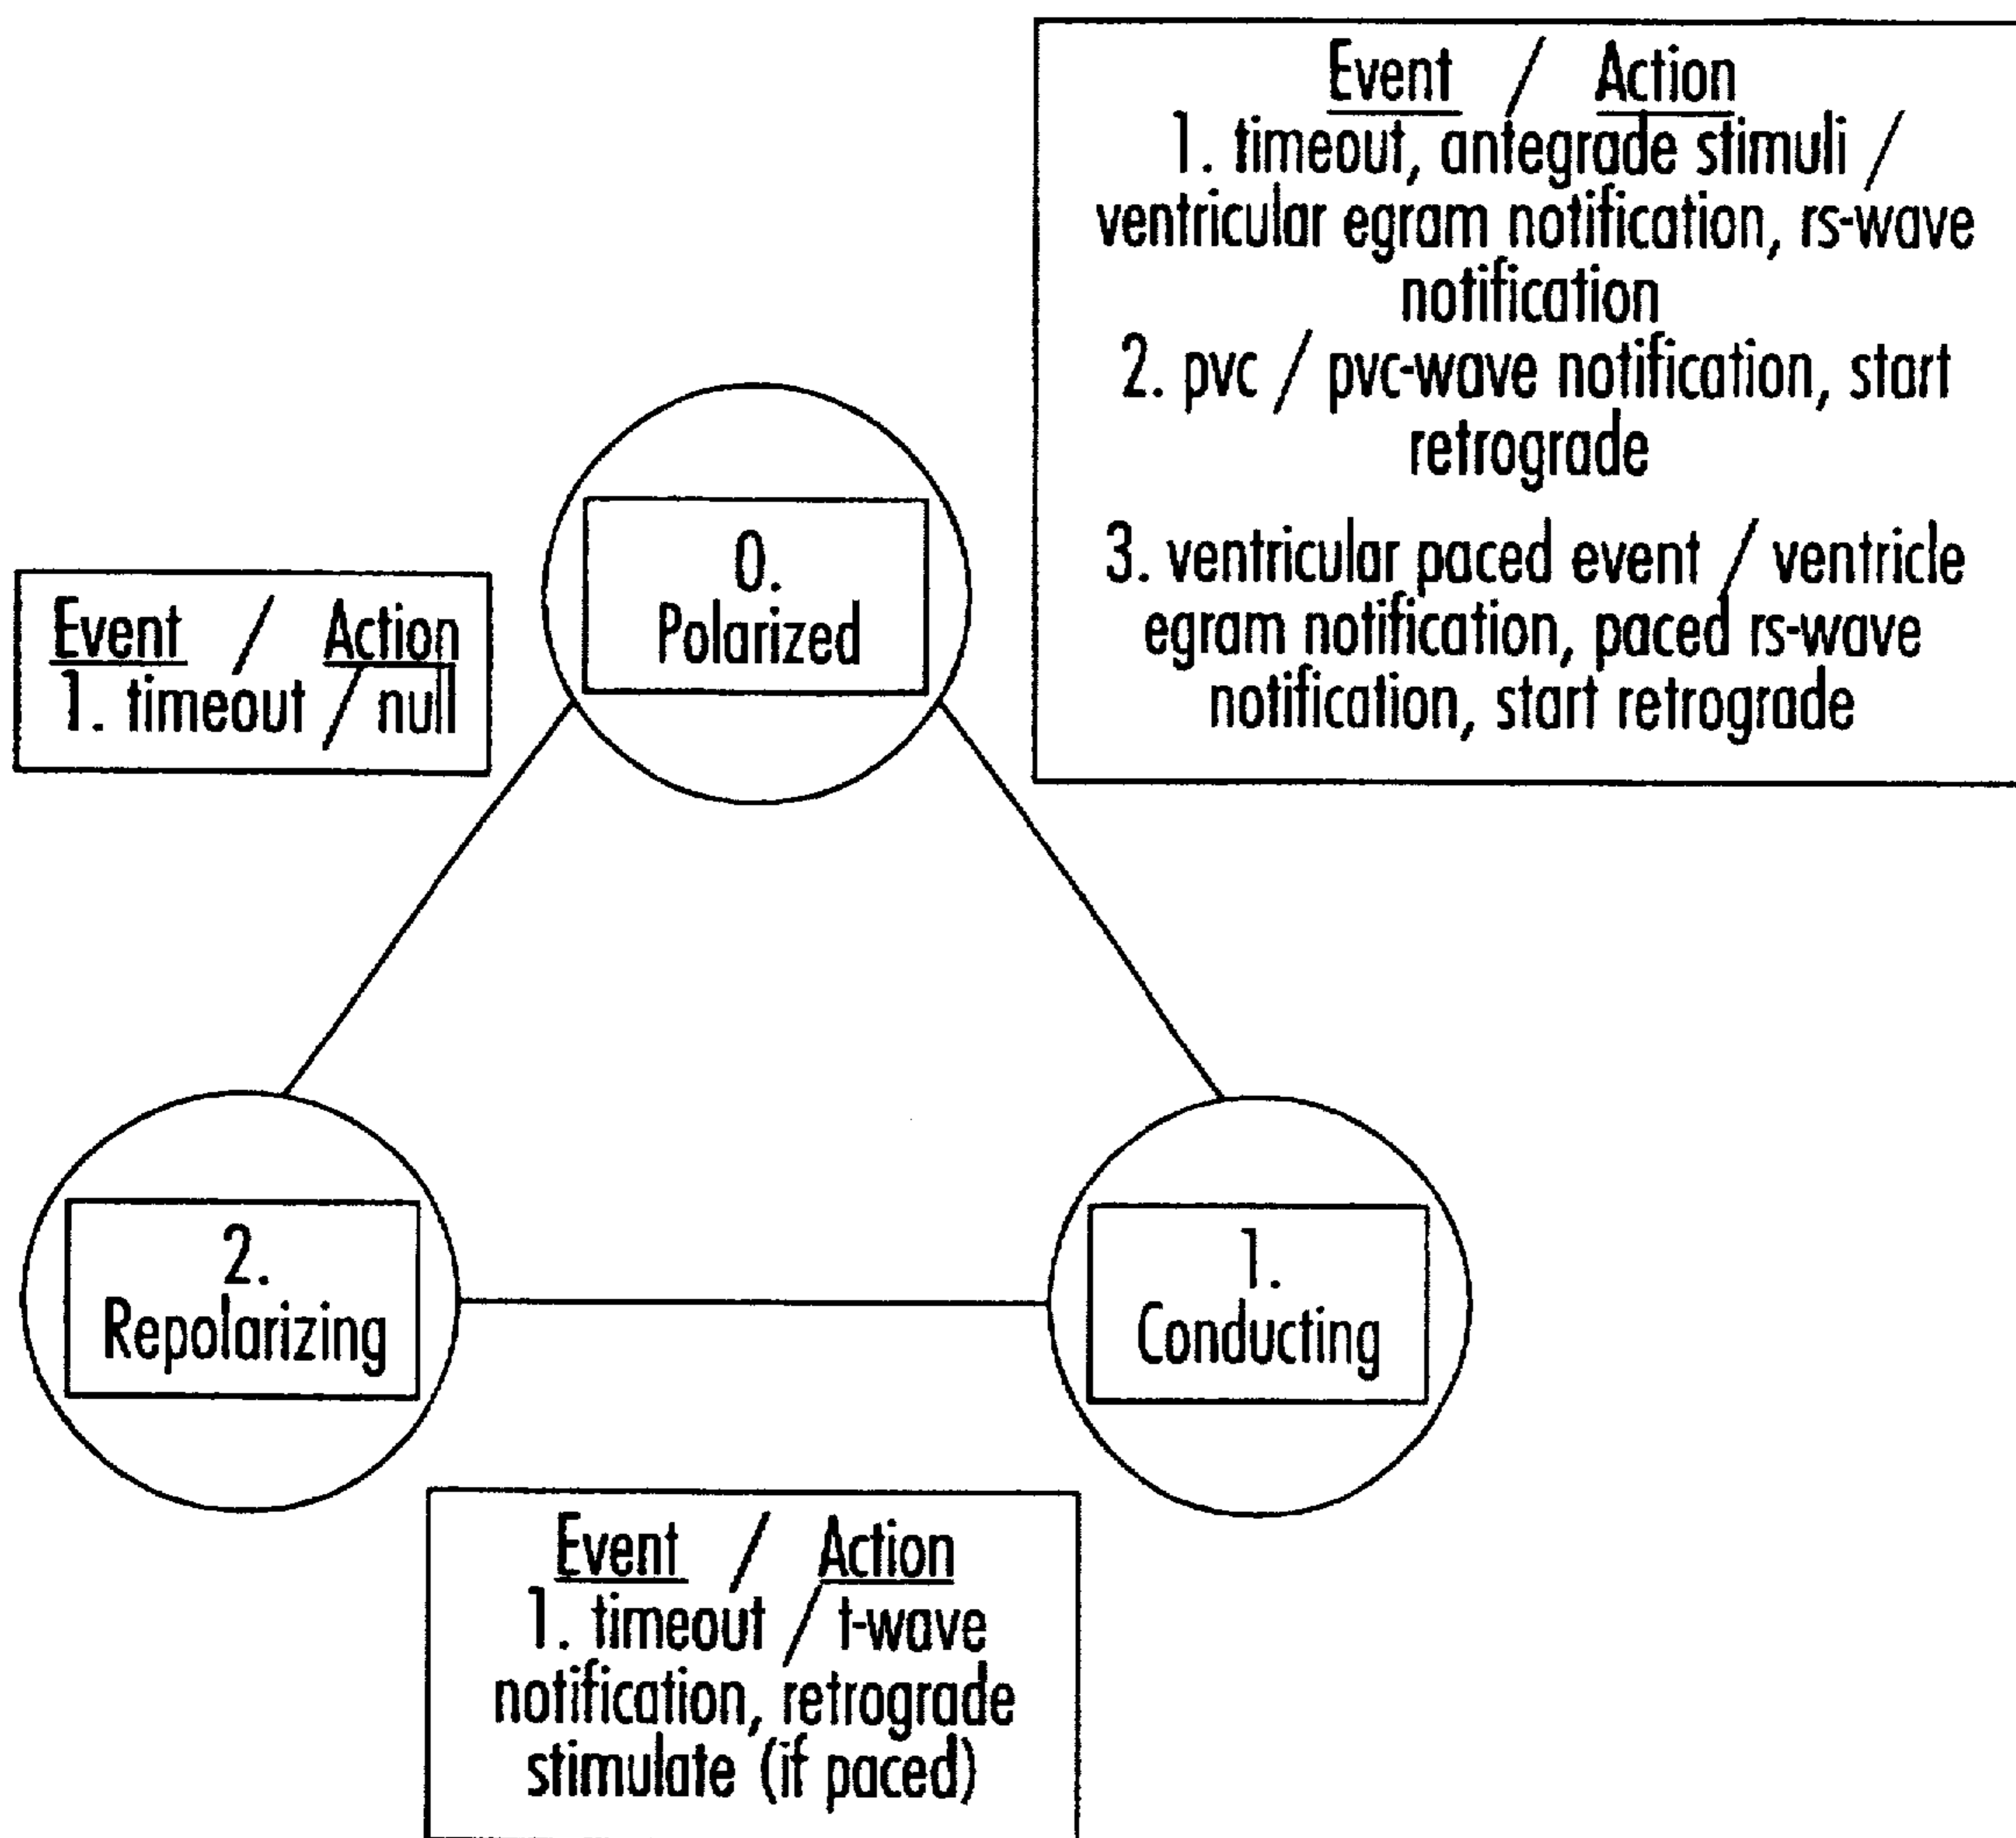 Event / Action
1. timeout, antegrade stimuli /
ventricular egram notification, rs-wave
notification
2. pvc / pvc-wave notification, start
retrograde
3. ventricular paced event / ventricle
egram notification, paced rs-wave
notification, start retrograde
0.
Polarized
Event / Action
1. timeout / null
2.
Repolarizing
1.
Conducting
Event / Action
1. timeout / t-wave
notification, retrograde
stimulate (if paced)